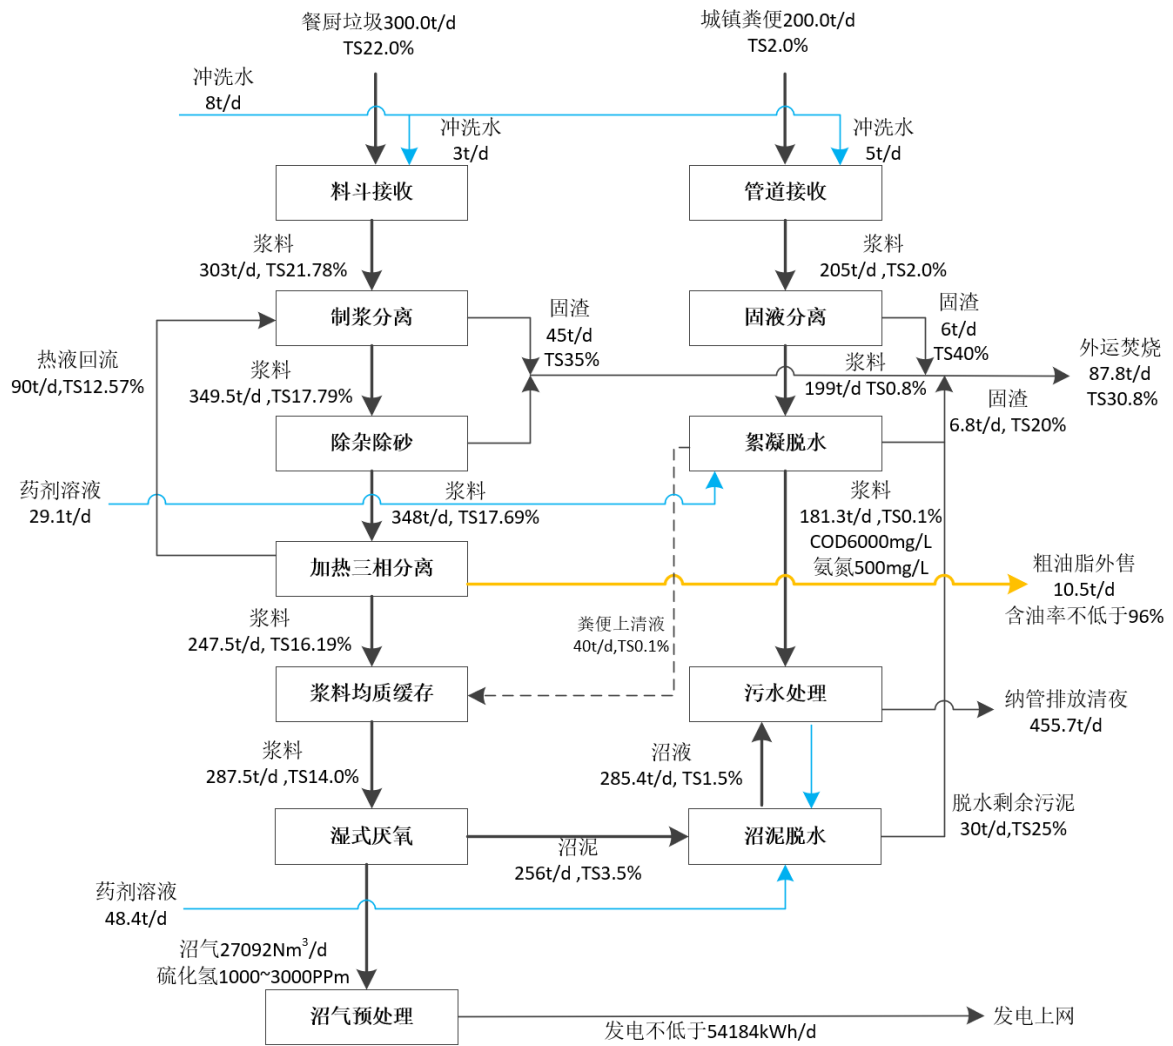 餐厨垃圾300.0t/d
TS22.0%
城镇粪便200.0t/d
TS2.0%
冲洗水
8t/d
冲洗水
3t/d
冲洗水
5t/d
料斗接收
管道接收
浆料
303t/d, TS21.78%
浆料
205t/d ,TS2.0%
制浆分离
固液分离
固渣
45t/d
TS35%
固渣
6t/d
TS40%
外运焚烧
87.8t/d
TS30.8%
热液回流
90t/d,TS12.57%
浆料
349.5t/d ,TS17.79%
浆料
199t/d TS0.8%
固渣
6.8t/d, TS20%
除杂除砂
絮凝脱水
药剂溶液
29.1t/d
浆料
348t/d, TS17.69%
浆料
181.3t/d ,TS0.1%
COD6000mg/L
氨氮500mg/L
加热三相分离
粗油脂外售
10.5t/d
含油率不低于96%
浆料
247.5t/d, TS16.19%
粪便上清液
40t/d,TS0.1%
浆料均质缓存
污水处理
纳管排放清夜
455.7t/d
浆料
287.5t/d ,TS14.0%
沼液
285.4t/d, TS1.5%
湿式厌氧
沼泥脱水
脱水剩余污泥
30t/d,TS25%
沼泥
256t/d ,TS3.5%
药剂溶液
48.4t/d
沼气27092Nm³/d
硫化氢1000~3000PPm
沼气预处理
发电不低于54184kWh/d
发电上网